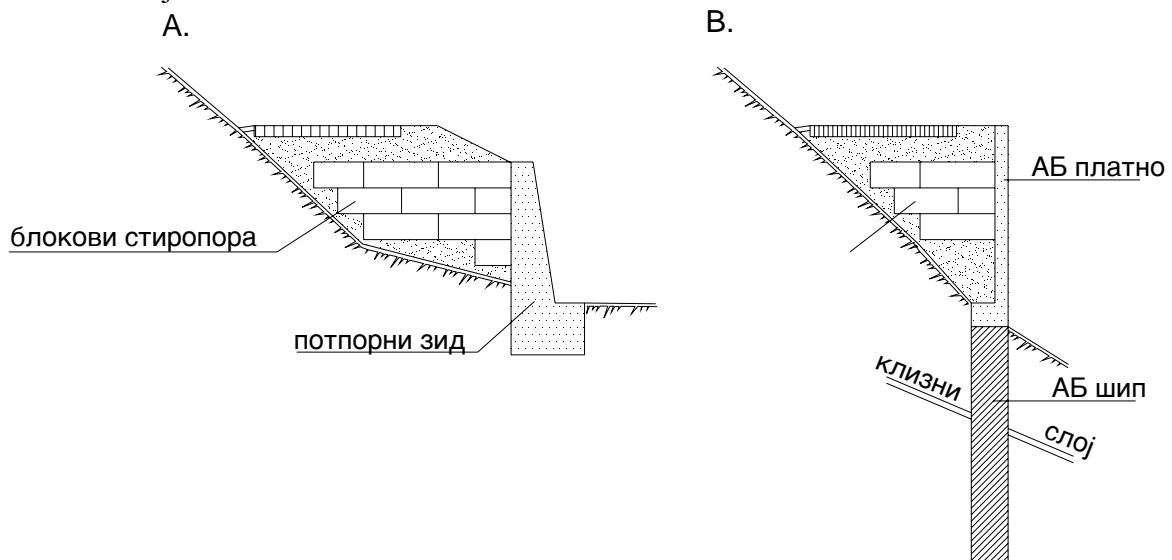 А.
В.
АБ платно
блокови стиропора
потпорни зид
клизни
АБ шип
слој